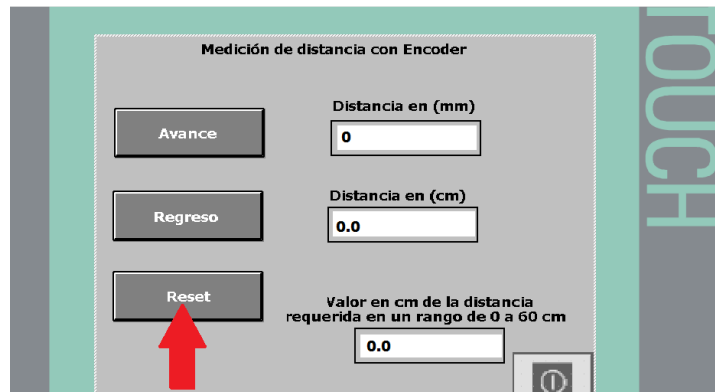 Medición de distancia con Encoder
Distancia en (mm)
Avance
0
Distancia en (cm)
Regreso
0.0
Reset
Valor en cm de la distancia
requerida en un rango de 0 a 60 cm
0.0
TOUCH